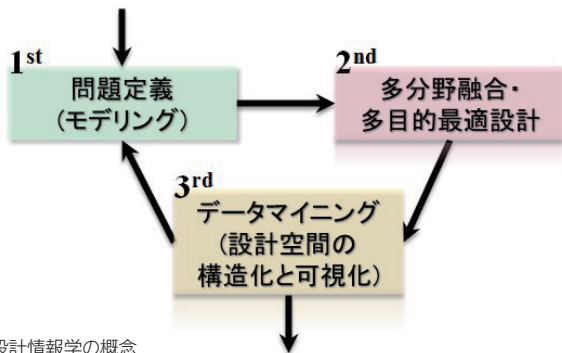 1st
問題定義
(モデリング)
2nd
多分野融合・
多目的最適設計
3rd
データマイニング
(設計空間の
構造化と可視化)
設計情報学の概念